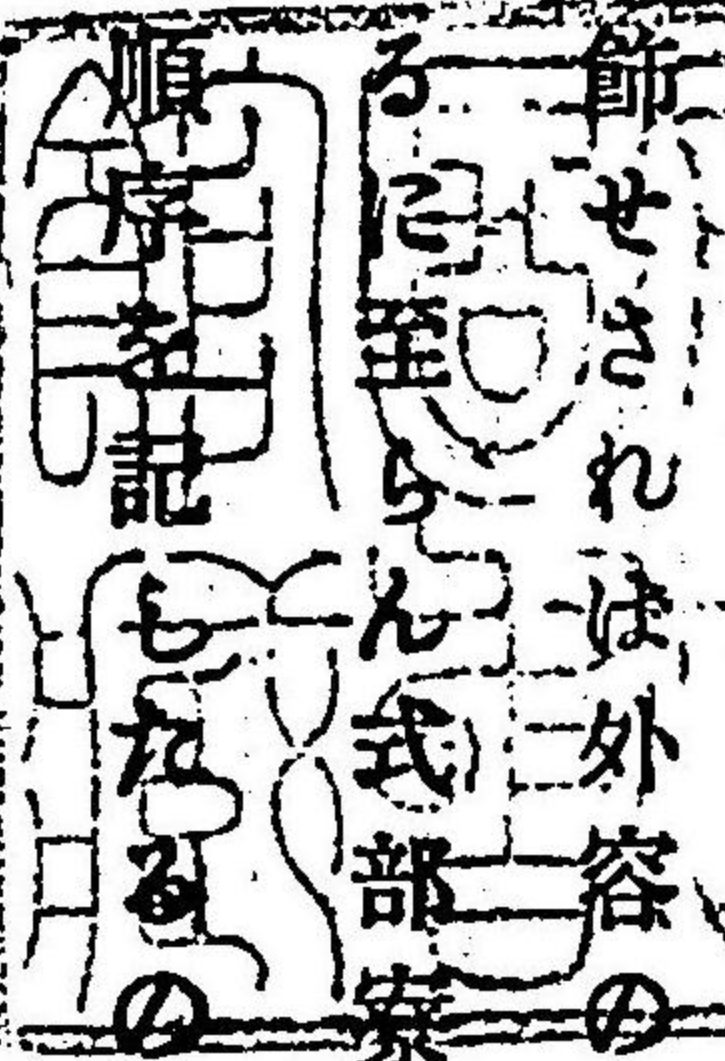 飾せされは外容の
るに至らん式部寮
順序を記もたるの